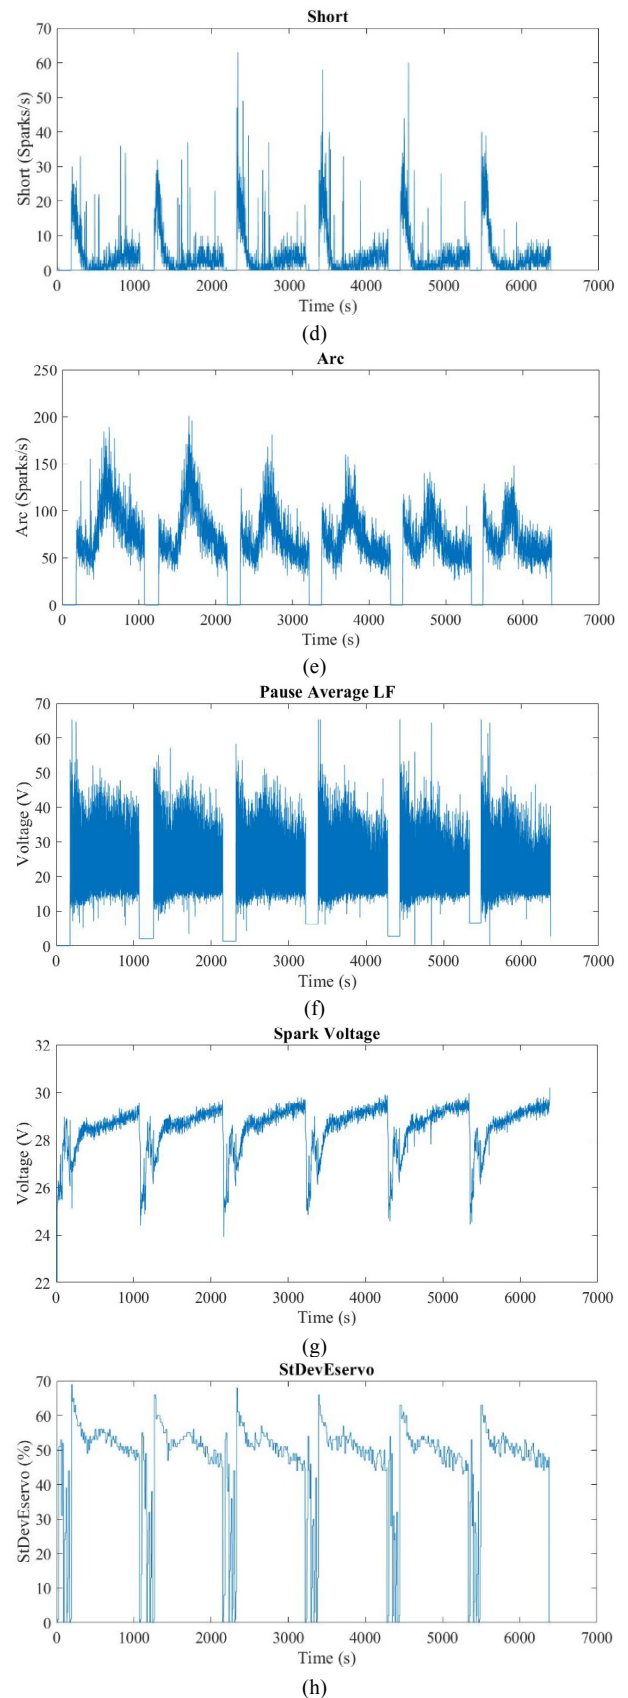 Short
70
60
50
40
30
20
10
0
Short (Sparks/s)
0 1000 2000 3000 4000 5000 6000 7000
Time (s)
(d)
Arc
250
200
150
100
50
0
Arc (Sparks/s)
0 1000 2000 3000 4000 5000 6000 7000
Time (s)
(e)
Pause Average LF
70
60
50
40
30
20
10
0
Voltage (V)
0 1000 2000 3000 4000 5000 6000 7000
Time (s)
(f)
Spark Voltage
32
30
28
26
24
22
Voltage (V)
0 1000 2000 3000 4000 5000 6000 7000
Time (s)
(g)
StDevEservo
70
60
50
40
30
20
10
0
StDevEservo (%)
0 1000 2000 3000 4000 5000 6000 7000
Time (s)
(h)